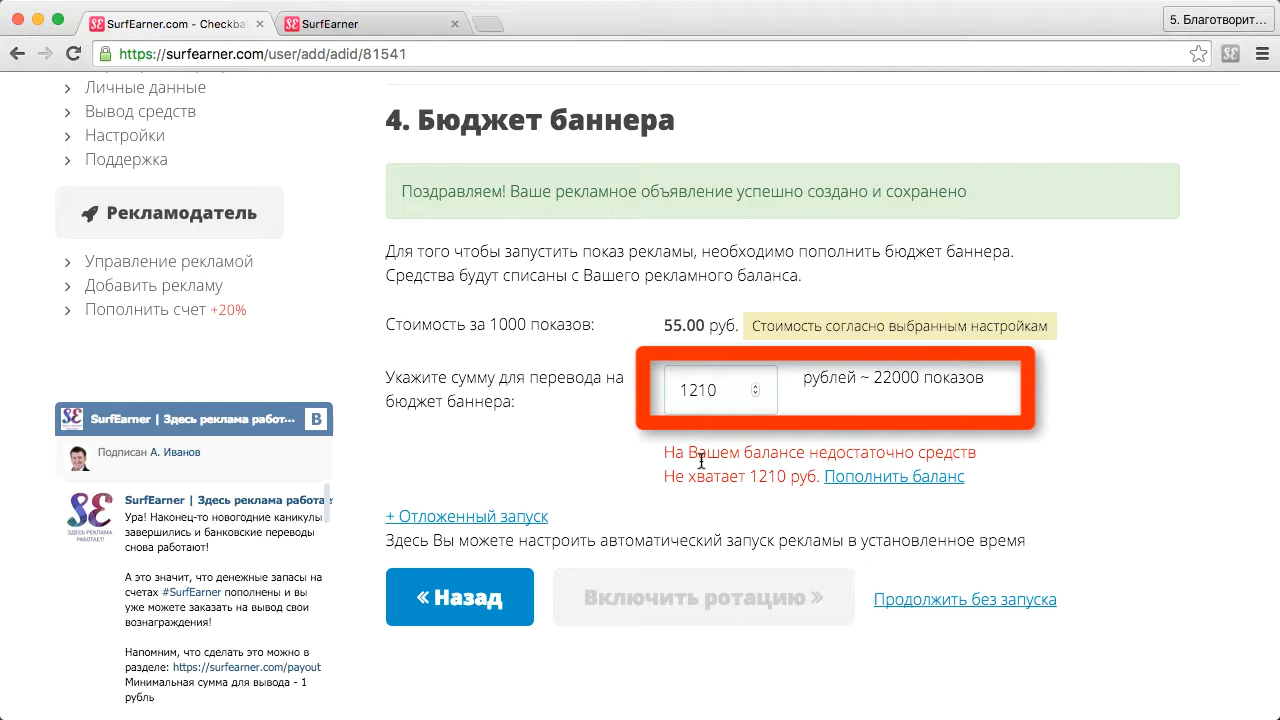 SurfEarner.com - Checkba
SurfEarner
5. Благотворит...
https://surfearner.com/user/add/adid/81541
Личные данные
Вывод средств
Настройки
Поддержка
Рекламодатель
Управление рекламой
Добавить рекламу
Пополнить счет +20%
SurfEarner | Здесь реклама работ...
В
Подписан А. Иванов
SE
ЗДЕСЬ РЕКЛАМА
РАБОТАЕТ!
SurfEarner | Здесь реклама работае
Ура! Наконец-то новогодние каникулы
завершились и банковские переводы
снова работают!
А это значит, что денежные запасы на
счетах #SurfEarner пополнены и вы
уже можете заказать на вывод свои
вознаграждения!
Напомним, что сделать это можно в
разделе: https://surfearner.com/payout
Минимальная сумма для вывода - 1
рубль
4. Бюджет баннера
Поздравляем! Ваше рекламное объявление успешно создано и сохранено
Для того чтобы запустить показ рекламы, необходимо пополнить бюджет баннера.
Средства будут списаны с Вашего рекламного баланса.
Стоимость за 1000 показов: 55.00 руб. Стоимость согласно выбранным настройкам
Укажите сумму для перевода на
бюджет баннера:
1210 рублей ~ 22000 показов
На Вашем балансе недостаточно средств
Не хватает 1210 руб. Пополнить баланс
+ Отложенный запуск
Здесь Вы можете настроить автоматический запуск рекламы в установленное время
« Назад
Включить ротацию »
Продолжить без запуска